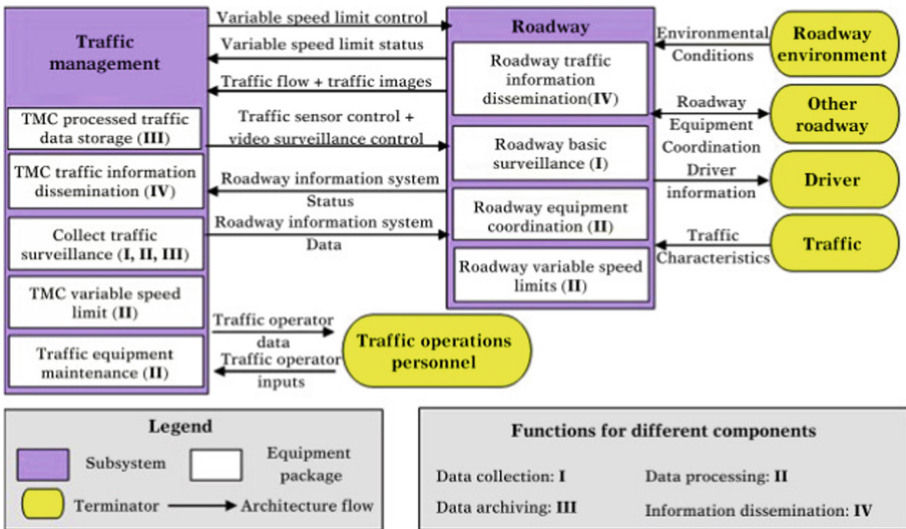 Traffic
management
TMC processed traffic
data storage (III)
TMC traffic information
dissemination (IV)
Collect traffic
surveillance (I, II, III)
TMC variable speed
limit (II)
Traffic equipment
maintenance (II)
Variable speed limit control
Variable speed limit status
Traffic flow + traffic images
Traffic sensor control +
video surveillance control
Roadway information system
Status
Roadway information system
Data
Traffic operator
data
Traffic operator
inputs
Traffic operations
personnel
Roadway
Roadway traffic
information
dissemination(IV)
Roadway basic
surveillance (I)
Roadway equipment
coordination (II)
Roadway variable speed
limits (II)
Environmental
Conditions
Roadway
Equipment
Coordination
Driver
information
Traffic
Characteristics
Roadway
environment
Other
roadway
Driver
Traffic
Legend
Subsystem
Equipment
package
Terminator
Architecture flow
Functions for different components
Data collection: I
Data processing: II
Data archiving: III
Information dissemination: IV